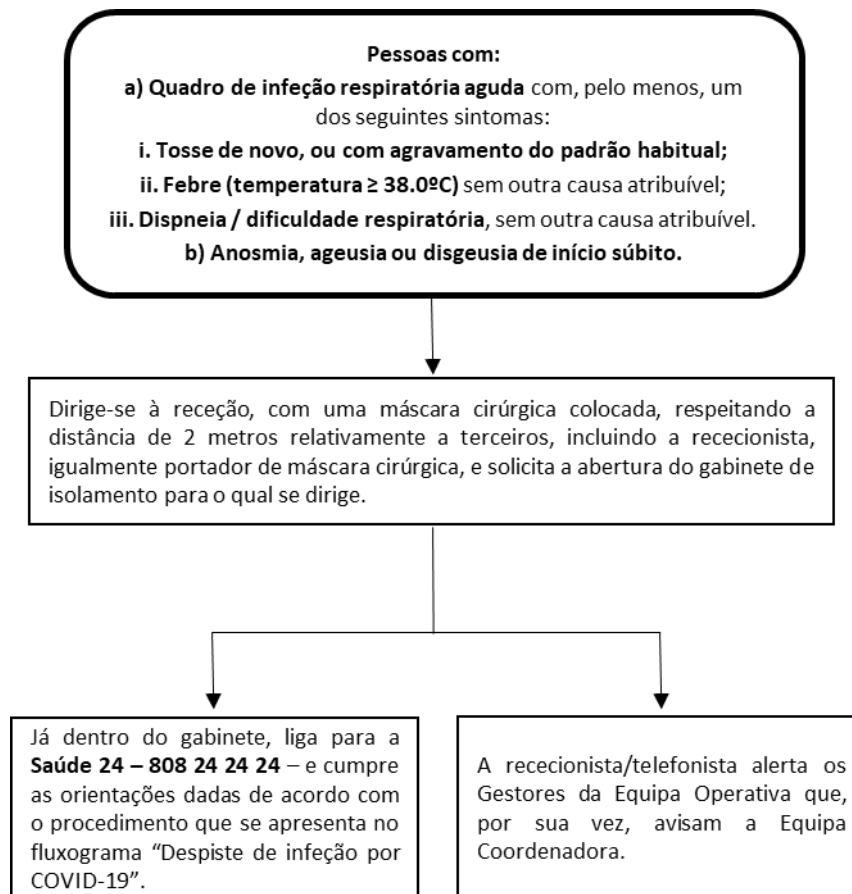 Pessoas com:
a) Quadro de infeção respiratória aguda com, pelo menos, um
dos seguintes sintomas:
i. Tosse de novo, ou com agravamento do padrão habitual;
ii. Febre (temperatura ≥ 38.0ºC) sem outra causa atribuível;
iii. Dispneia / dificuldade respiratória, sem outra causa atribuível.
b) Anosmia, ageusia ou disgeusia de início súbito.
Dirige-se à receção, com uma máscara cirúrgica colocada, respeitando a
distância de 2 metros relativamente a terceiros, incluindo a rececionista,
igualmente portador de máscara cirúrgica, e solicita a abertura do gabinete de
isolamento para o qual se dirige.
Já dentro do gabinete, liga para a
Saúde 24 – 808 24 24 24 – e cumpre
as orientações dadas de acordo com
o procedimento que se apresenta no
fluxograma “Despiste de infeção por
COVID-19”.
A rececionista/telefonista alerta os
Gestores da Equipa Operativa que,
por sua vez, avisam a Equipa
Coordenadora.